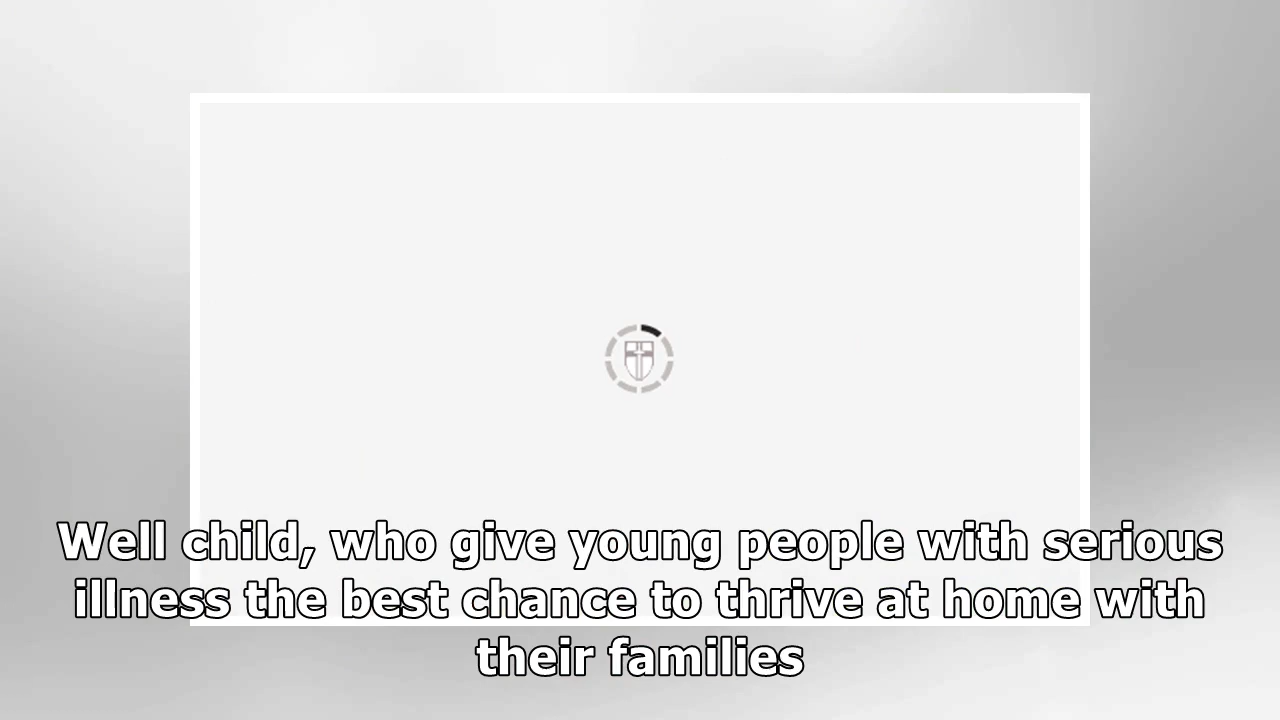 Well child, who give young people with serious
illness the best chance to thrive at home with
their families